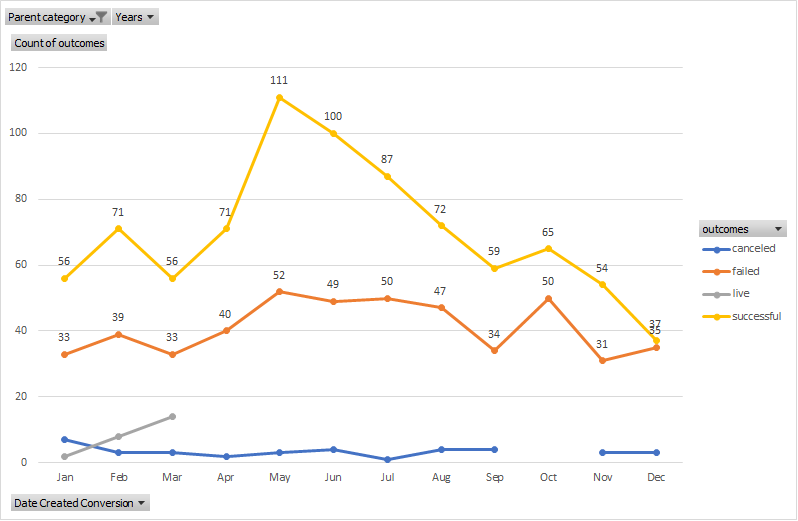 Parent category Years
Count of outcomes
120
100
80
60
40
20
0
56 71 56 71 111 100 87 72 59 65 54 37
33 39 33 40 52 49 50 47 34 50 31 35
Jan Feb Mar Apr May Jun Jul Aug Sep Oct Nov Dec
outcomes
canceled
failed
live
successful
Date Created Conversion